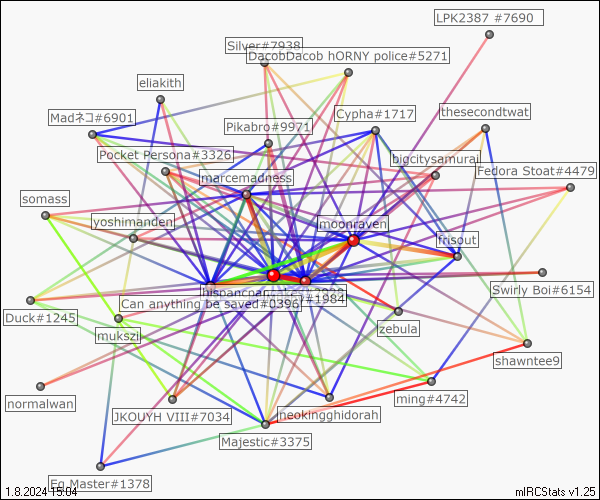 LPK2387 #7690
Silver#7938
DacobDacob hORNY police#5271
eliakith
Madネコ#6901
Cypha#1717
thesecondtwat
Pikabro#9971
Pocket Persona#3326
bigcitysamurai
marcemadness
Fedora Stoat#4479
somass
yoshimanden
moonraven
frisout
Swirly Boi#6154
Can anything be saved#0396
#1984
Duck#1245
mukszi
zebula
shawntee9
normalwan
JKOUYH VIII#7034
neokingghidorah
ming#4742
Majestic#3375
Eg Master#1378
1.8.2024 15:04
mIRCStats v1.25